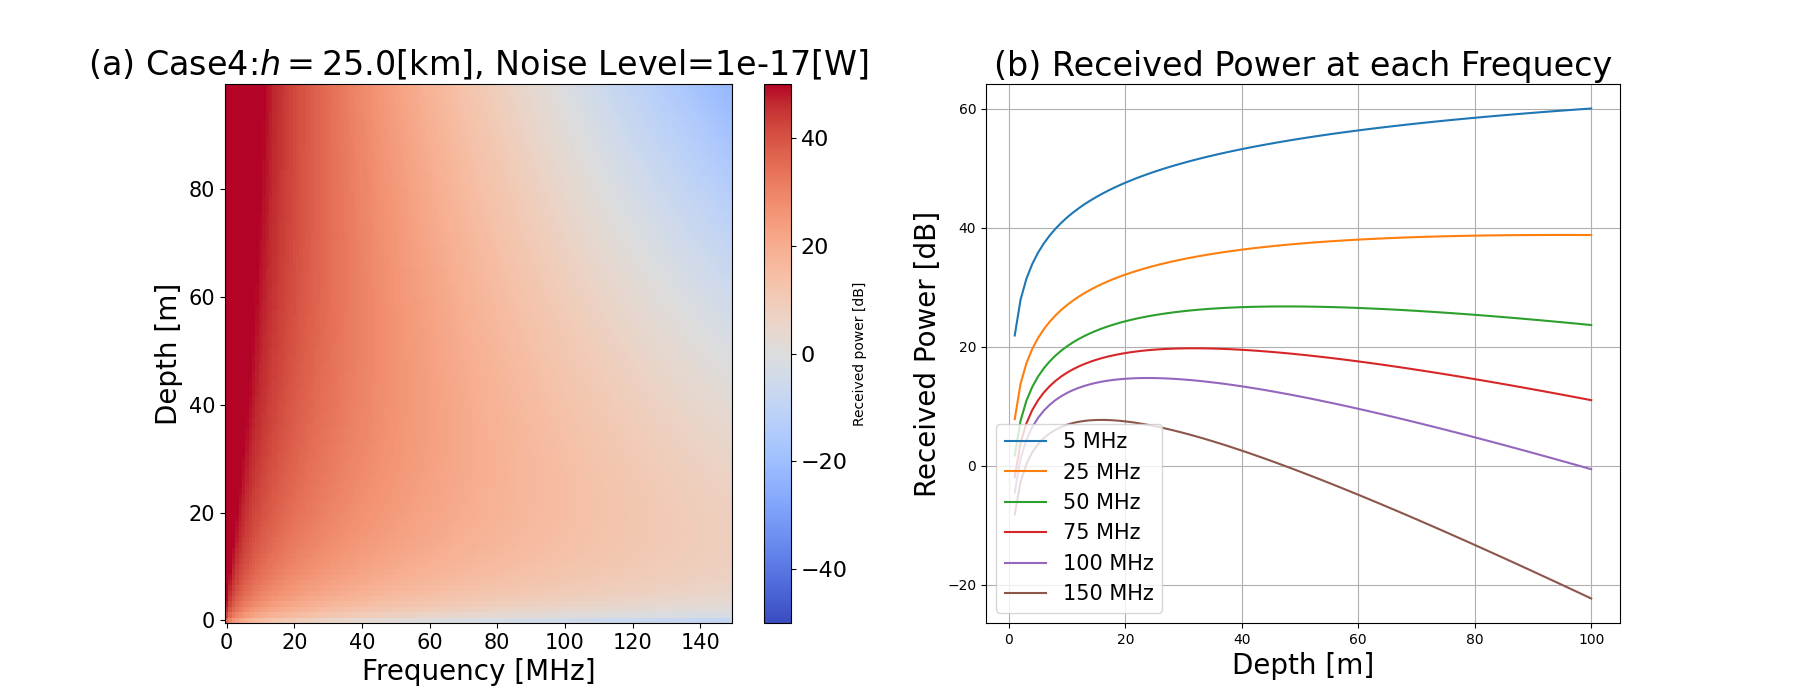 (a) Case4:h = 25.0[km], Noise Level=1e-17[W]
Depth [m]
80
60
40
20
0
0 20 40 60 80 100 120 140
Frequency [MHz]
40
20
0
−20
−40
Received power [dB]
(b) Received Power at each Frequecy
Received Power [dB]
60
40
20
0
−20
5 MHz
25 MHz
50 MHz
75 MHz
100 MHz
150 MHz
0 20 40 60 80 100
Depth [m]